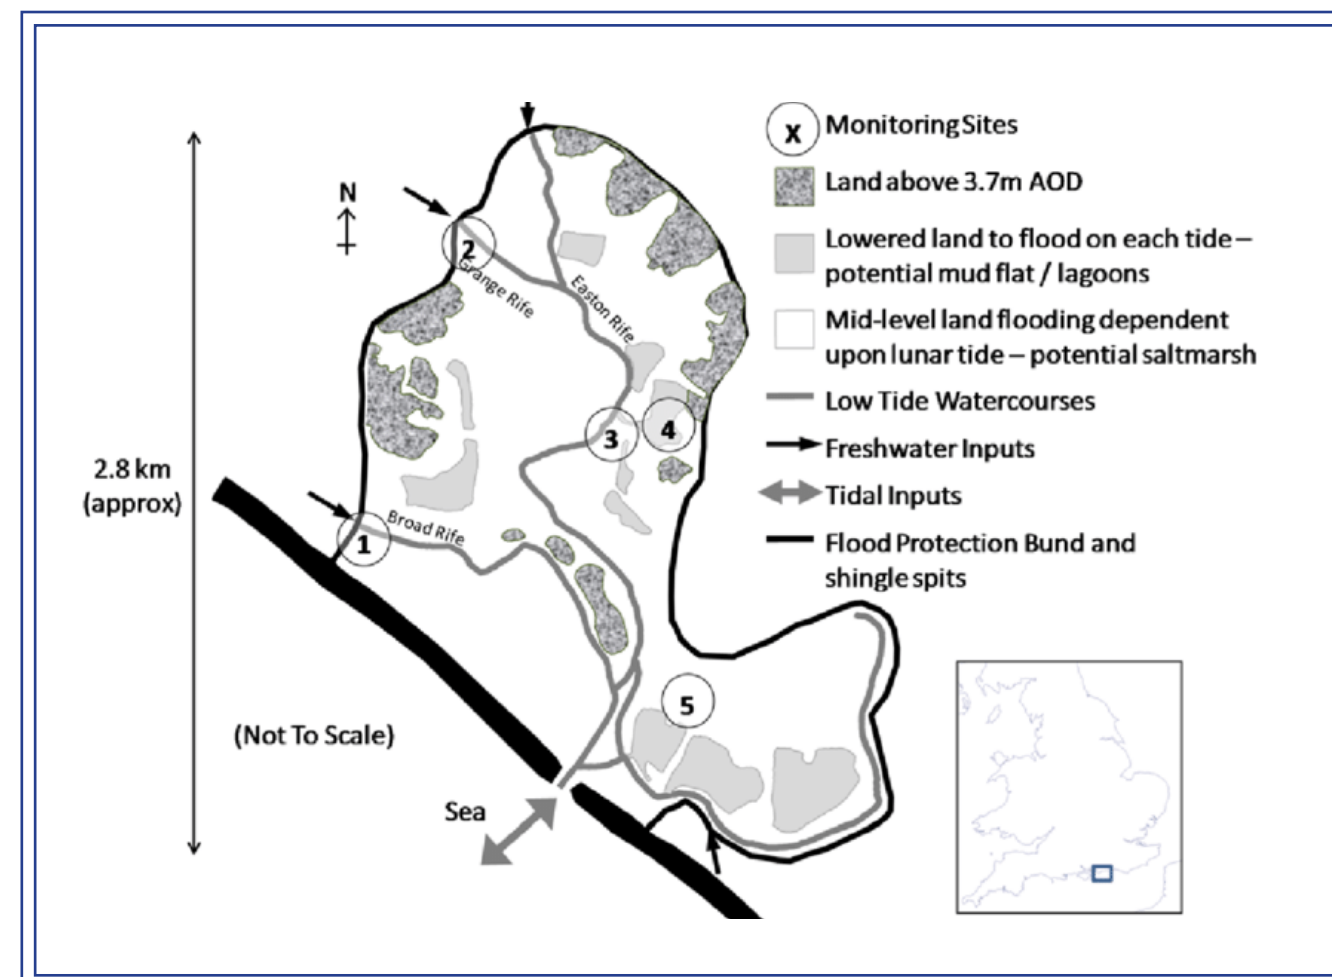 N
2.8 km
(approx)
(Not To Scale)
Sea
1
2
3
4
5
Grange Rife
Easton Rife
Broad Rife
X Monitoring Sites
Land above 3.7m AOD
Lowered land to flood on each tide –
potential mud flat / lagoons
Mid-level land flooding dependent
upon lunar tide – potential saltmarsh
Low Tide Watercourses
Freshwater Inputs
Tidal Inputs
Flood Protection Bund and
shingle spits